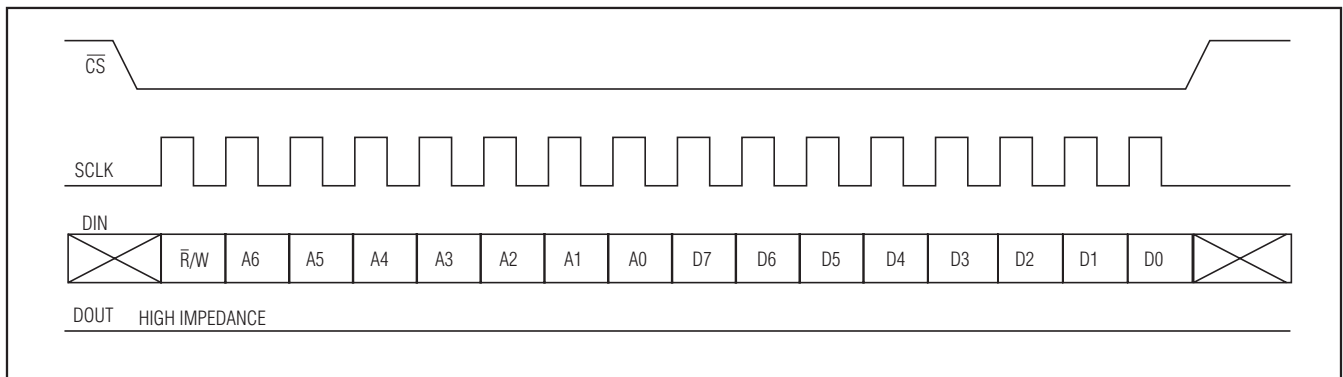 C̅S̅
SCLK
DIN
R̅/W A6 A5 A4 A3 A2 A1 A0 D7 D6 D5 D4 D3 D2 D1 D0
DOUT HIGH IMPEDANCE